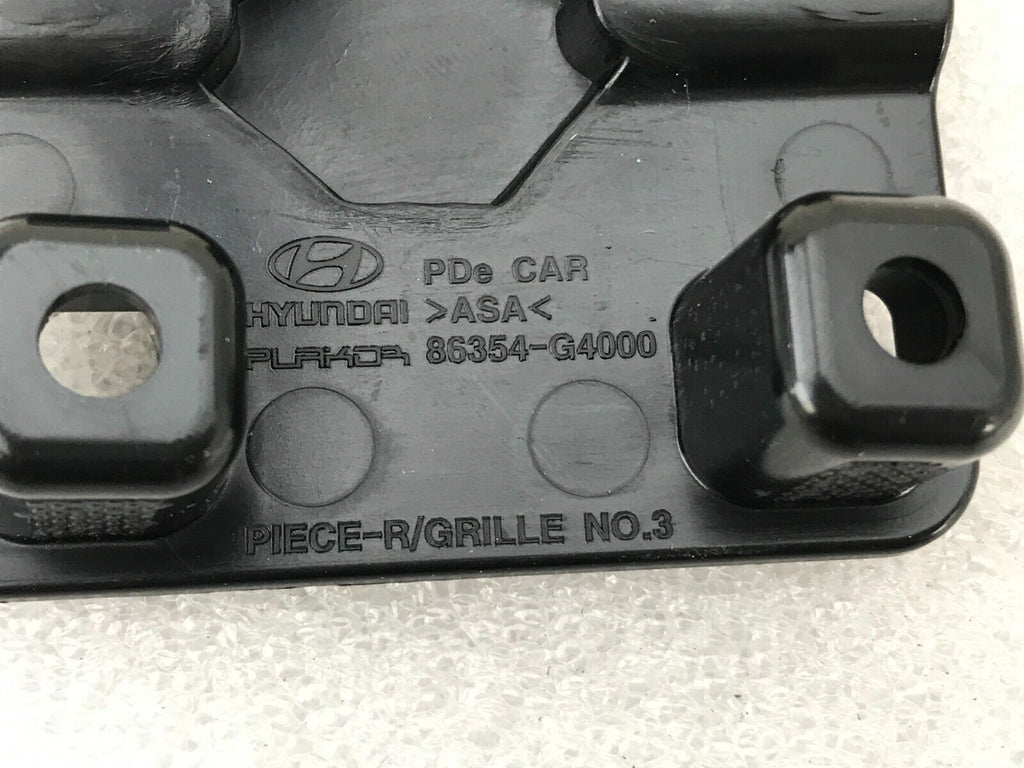 PDe CAR
HYUNDAI >ASA<
PLAKOR 86354-G4000
PIECE-R/GRILLE NO.3